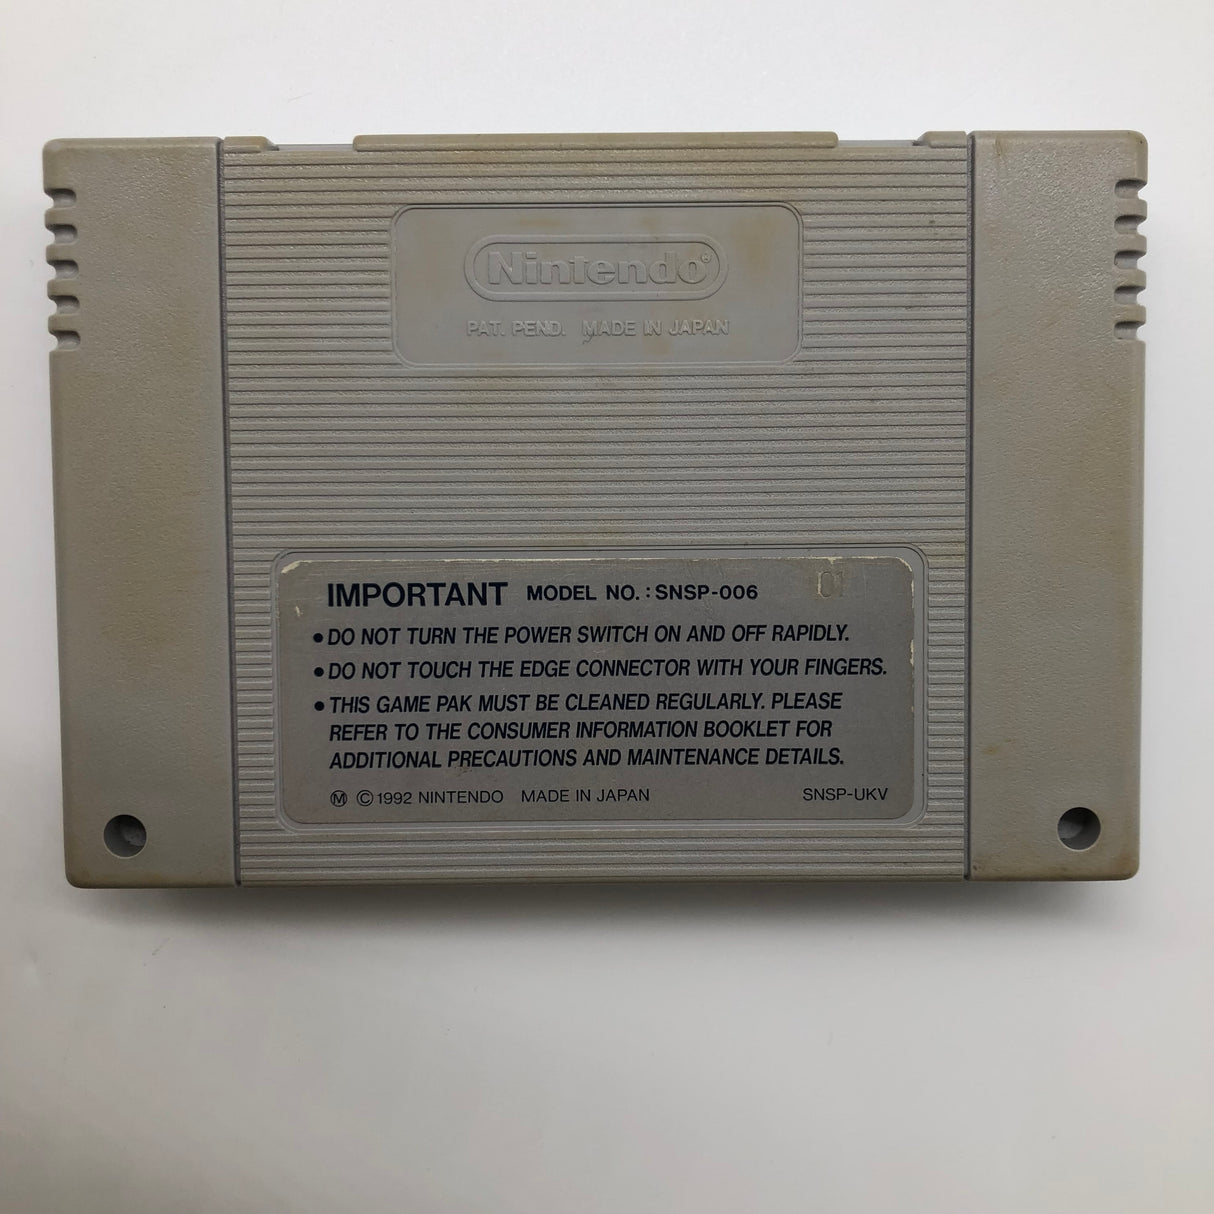 Nintendo®
PAT. PEND. MADE IN JAPAN
IMPORTANT MODEL NO.: SNSP-006 01
•DO NOT TURN THE POWER SWITCH ON AND OFF RAPIDLY.
•DO NOT TOUCH THE EDGE CONNECTOR WITH YOUR FINGERS.
•THIS GAME PAK MUST BE CLEANED REGULARLY. PLEASE
REFER TO THE CONSUMER INFORMATION BOOKLET FOR
ADDITIONAL PRECAUTIONS AND MAINTENANCE DETAILS.
Ⓜ ©1992 NINTENDO MADE IN JAPAN SNSP-UKV